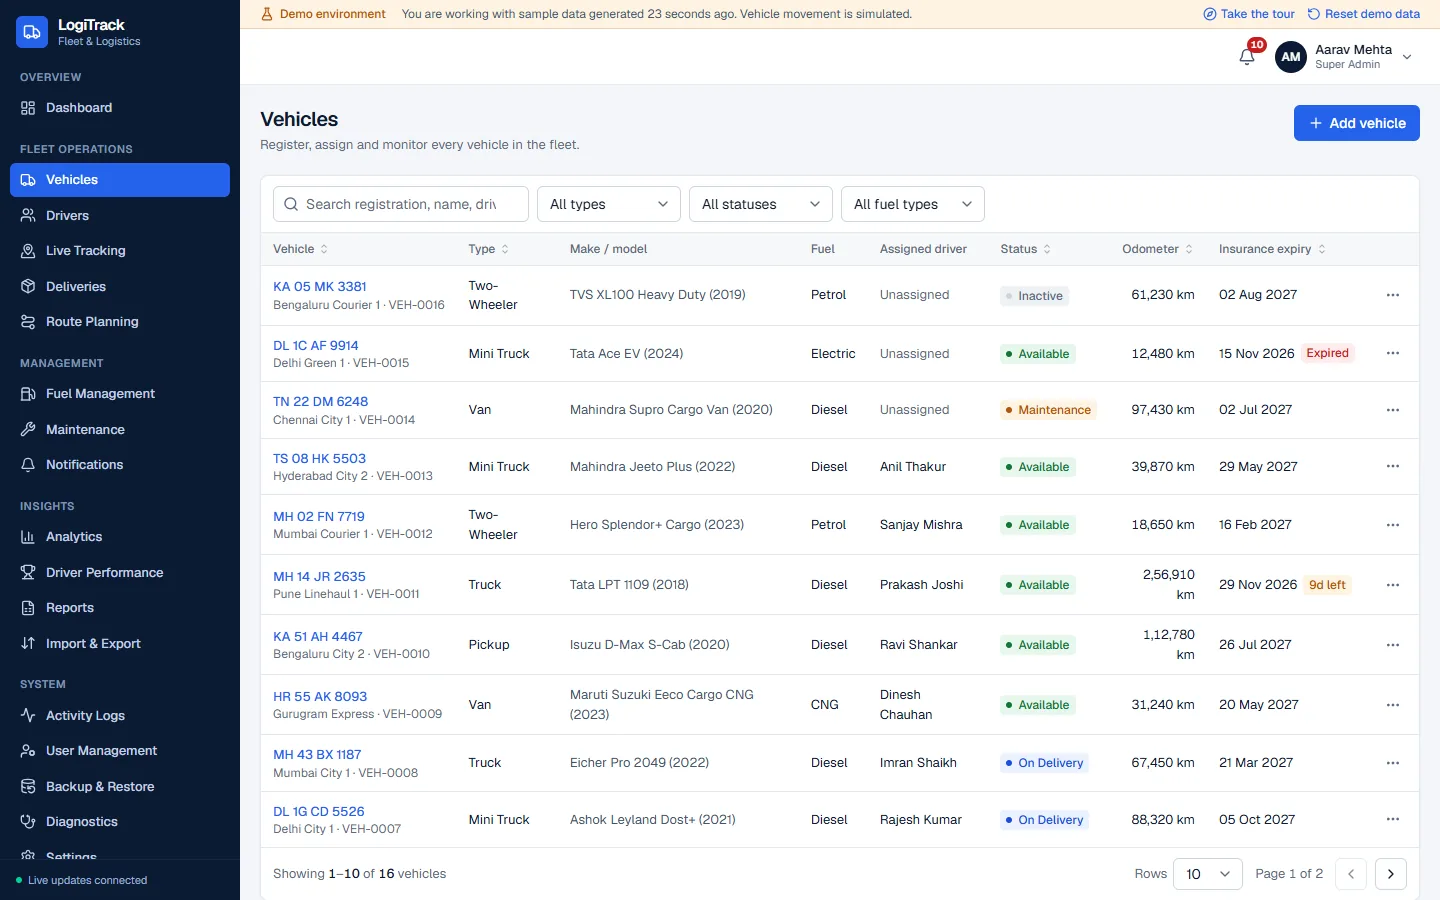 LogiTrack
Fleet & Logistics
OVERVIEW
Dashboard
FLEET OPERATIONS
Vehicles
Drivers
Live Tracking
Deliveries
Route Planning
MANAGEMENT
Fuel Management
Maintenance
Notifications
INSIGHTS
Analytics
Driver Performance
Reports
Import & Export
SYSTEM
Activity Logs
User Management
Backup & Restore
Diagnostics
Settings
Live updates connected
Demo environment You are working with sample data generated 23 seconds ago. Vehicle movement is simulated. Take the tour Reset demo data
10
AM Aarav Mehta
Super Admin
Vehicles
Register, assign and monitor every vehicle in the fleet.
+ Add vehicle
Search registration, name, driv All types All statuses All fuel types
Vehicle Type Make / model Fuel Assigned driver Status Odometer Insurance expiry
KA 05 MK 3381 Two-Wheeler TVS XL100 Heavy Duty (2019) Petrol Unassigned Inactive 61,230 km 02 Aug 2027
Bengaluru Courier 1 · VEH-0016
DL 1C AF 9914 Mini Truck Tata Ace EV (2024) Electric Unassigned Available 12,480 km 15 Nov 2026 Expired
Delhi Green 1 · VEH-0015
TN 22 DM 6248 Van Mahindra Supro Cargo Van (2020) Diesel Unassigned Maintenance 97,430 km 02 Jul 2027
Chennai City 1 · VEH-0014
TS 08 HK 5503 Mini Truck Mahindra Jeeto Plus (2022) Diesel Anil Thakur Available 39,870 km 29 May 2027
Hyderabad City 2 · VEH-0013
MH 02 FN 7719 Two-Wheeler Hero Splendor+ Cargo (2023) Petrol Sanjay Mishra Available 18,650 km 16 Feb 2027
Mumbai Courier 1 · VEH-0012
MH 14 JR 2635 Truck Tata LPT 1109 (2018) Diesel Prakash Joshi Available 2,56,910 km 29 Nov 2026 9d left
Pune Linehaul 1 · VEH-0011
KA 51 AH 4467 Pickup Isuzu D-Max S-Cab (2020) Diesel Ravi Shankar Available 1,12,780 km 26 Jul 2027
Bengaluru City 2 · VEH-0010
HR 55 AK 8093 Van Maruti Suzuki Eeco Cargo CNG (2023) CNG Dinesh Chauhan Available 31,240 km 20 May 2027
Gurugram Express · VEH-0009
MH 43 BX 1187 Truck Eicher Pro 2049 (2022) Diesel Imran Shaikh On Delivery 67,450 km 21 Mar 2027
Mumbai City 1 · VEH-0008
DL 1G CD 5526 Mini Truck Ashok Leyland Dost+ (2021) Diesel Rajesh Kumar On Delivery 88,320 km 05 Oct 2027
Delhi City 1 · VEH-0007
Showing 1–10 of 16 vehicles Rows 10 Page 1 of 2